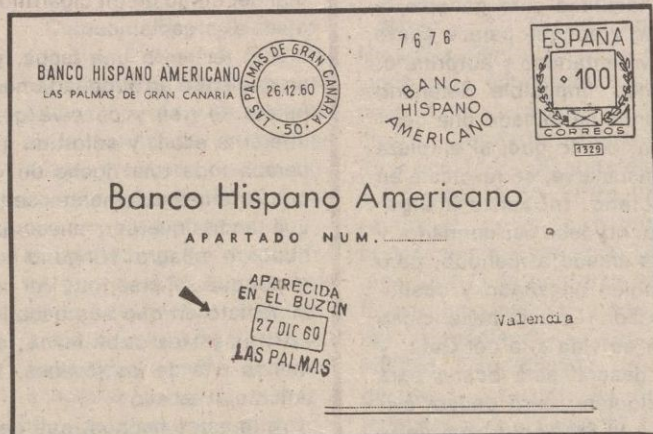 BANCO HISPANO AMERICANO
LAS PALMAS DE GRAN CANARIA
LAS PALMAS DE GRAN CANARIA
26.12.60
·50·
7676
BANCO
HISPANO
AMERICANO
ESPAÑA
100
CORREOS
1329
Banco Hispano Americano
APARTADO NUM.
APARECIDA
EN EL BUZON
27 DIC 60
LAS PALMAS
Valencia